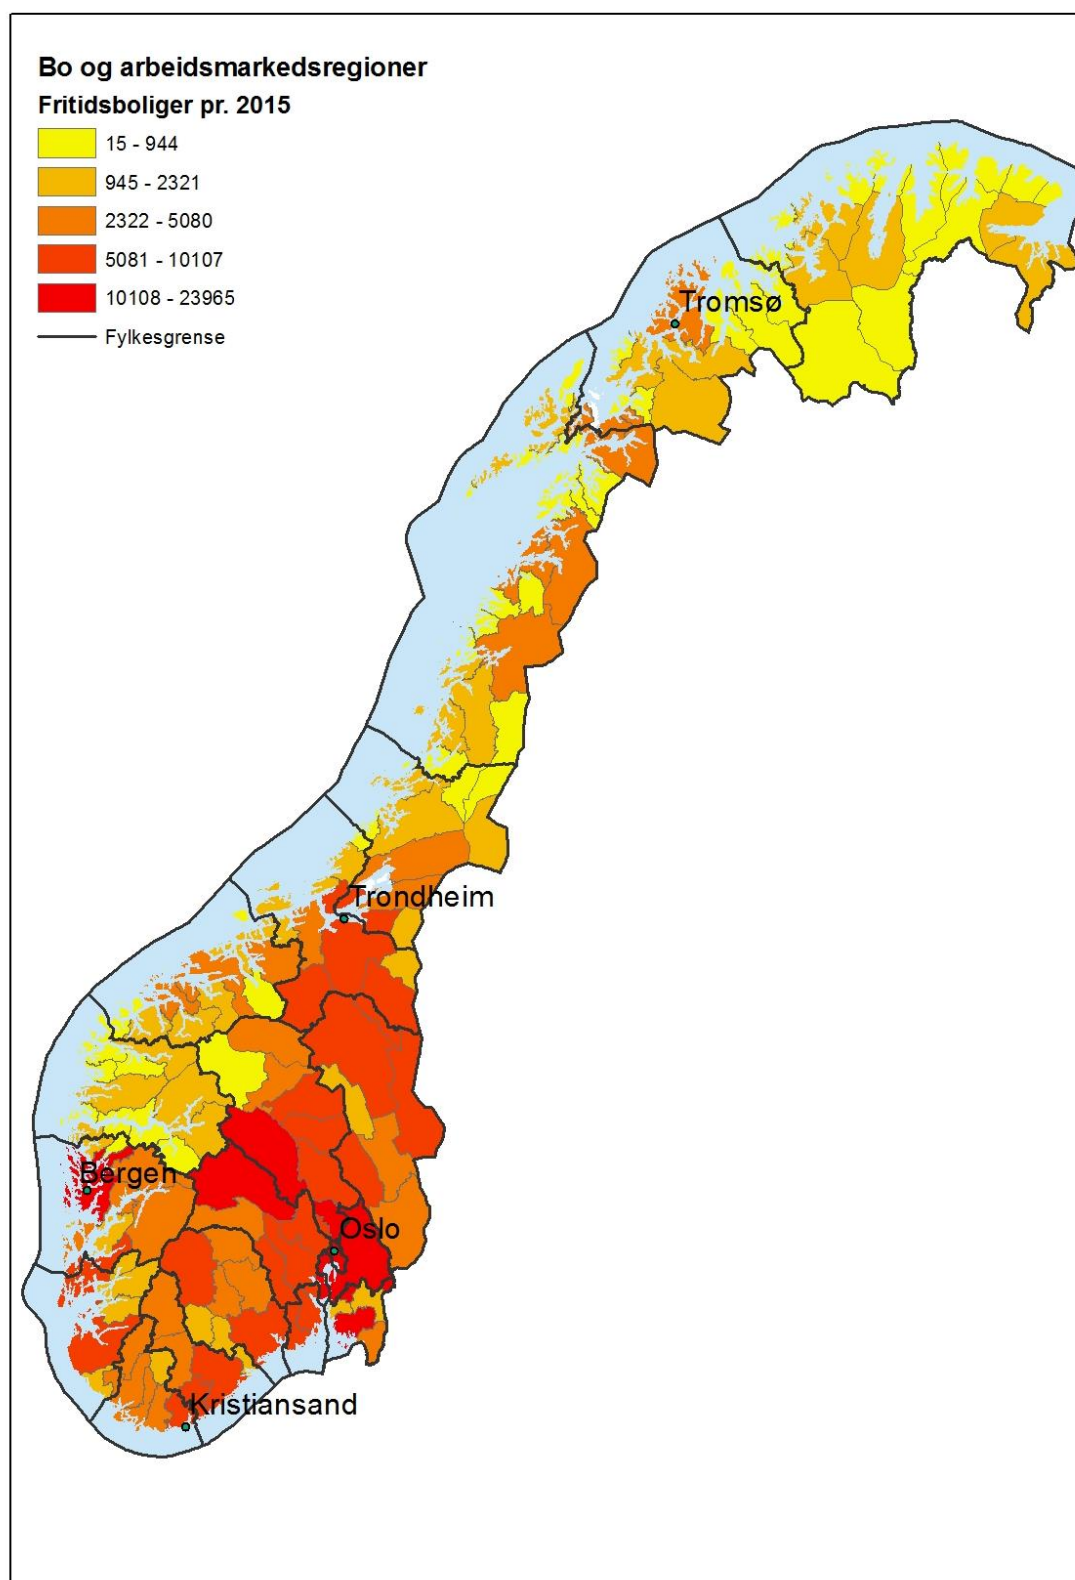 Bo og arbeidsmarkedsregioner
Fritidsboliger pr. 2015
15 - 944
945 - 2321
2322 - 5080
5081 - 10107
10108 - 23965
Fylkesgrense
Tromsø
Trondheim
Bergen
Oslo
Kristiansand